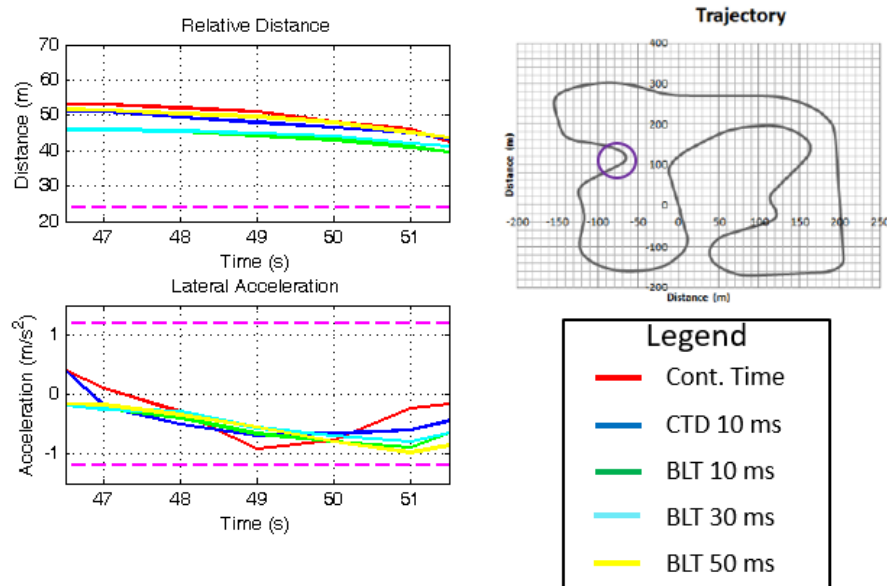 Relative Distance
70
60
50
40
30
20
Distance (m)
47 48 49 50 51
Time (s)
Lateral Acceleration
1
0
-1
Acceleration (m/s²)
47 48 49 50 51
Time (s)
Trajectory
400
300
200
100
0
-100
-200
Distance (m)
-200 -150 -100 -50 0 50 100 150 200 250
Distance (m)
Legend
Cont. Time
CTD 10 ms
BLT 10 ms
BLT 30 ms
BLT 50 ms